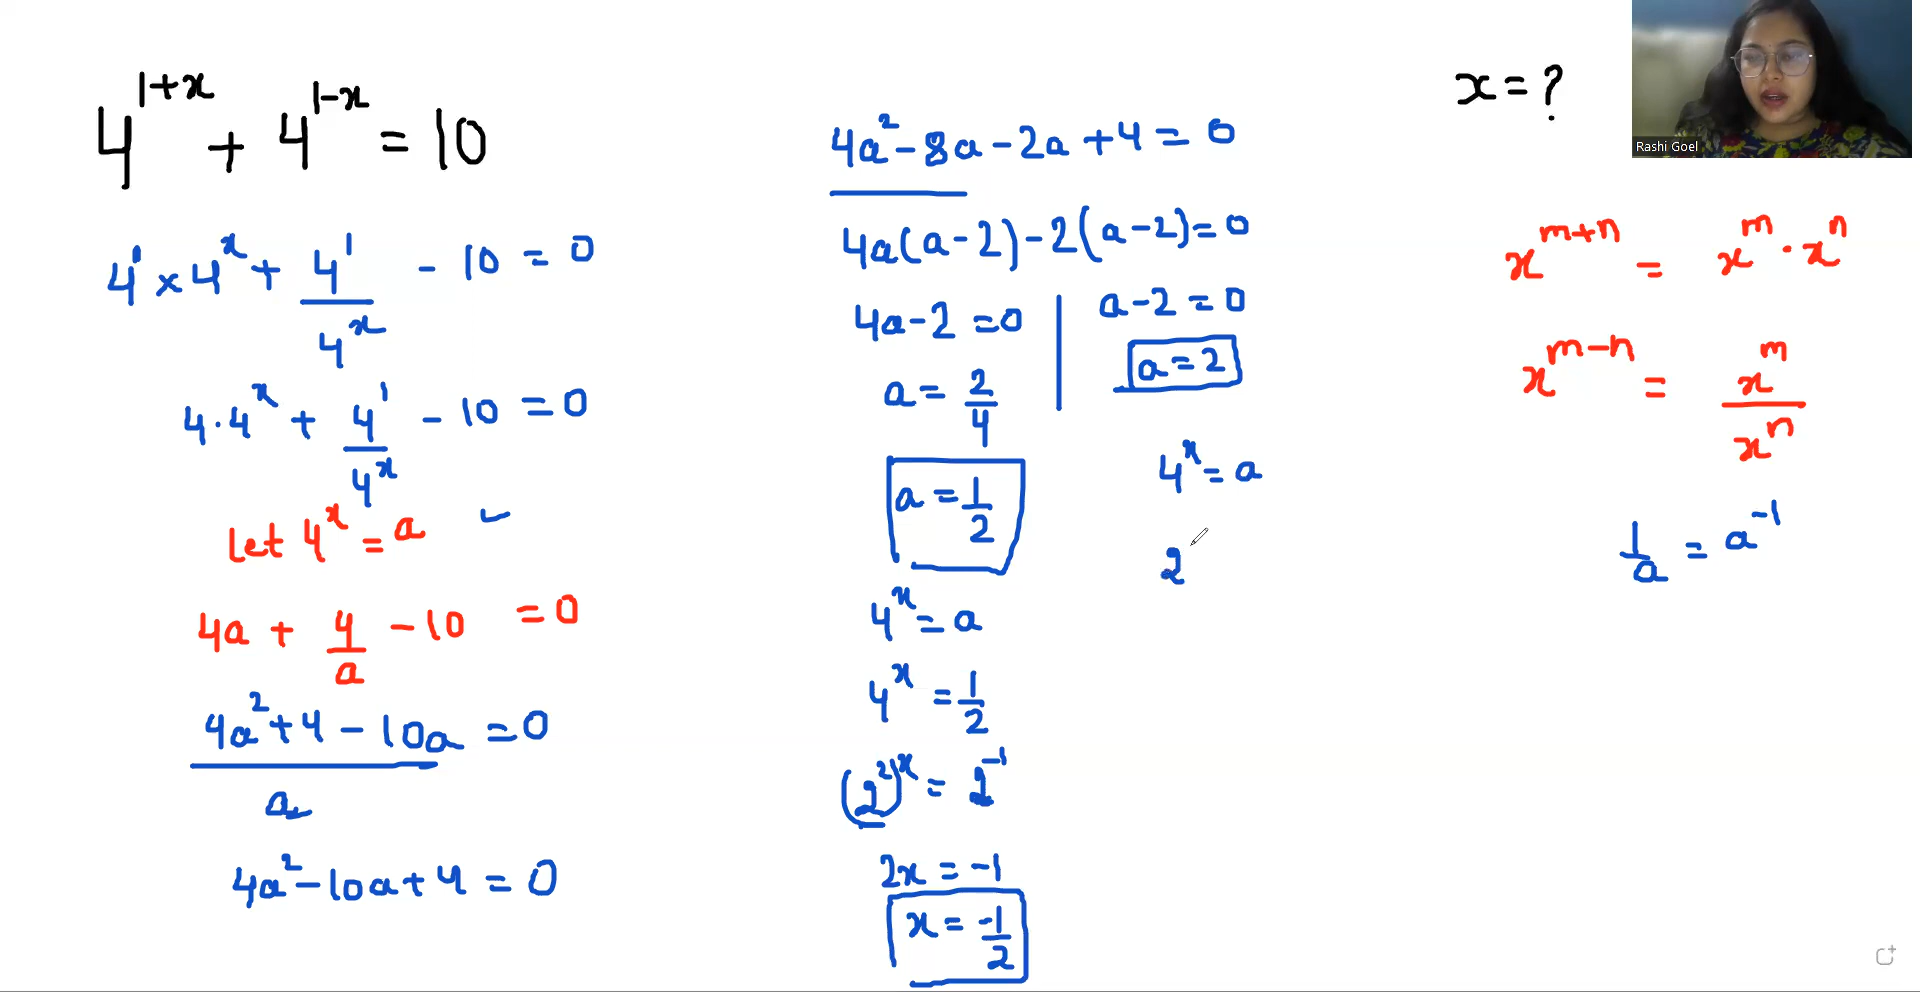 4^{1+x} + 4^{1-x} = 10
4^1 × 4^x + 4^1/4^x - 10 = 0
4·4^x + 4^1/4^x - 10 = 0
let 4^x = a
4a + 4/a - 10 = 0
4a^2 + 4 - 10a = 0
a
4a^2 - 10a + 4 = 0
4a^2 - 8a - 2a + 4 = 0
4a(a-2) - 2(a-2) = 0
4a - 2 = 0
a = 2/4
a = 1/2
4^x = a
4^x = 1/2
(2^2)^x = 2^{-1}
2x = -1
x = -1/2
a - 2 = 0
a = 2
4^x = a
2
x = ?
Rashi Goel
x^{m+n} = x^m · x^n
x^{m-n} = x^m/x^n
1/a = a^{-1}